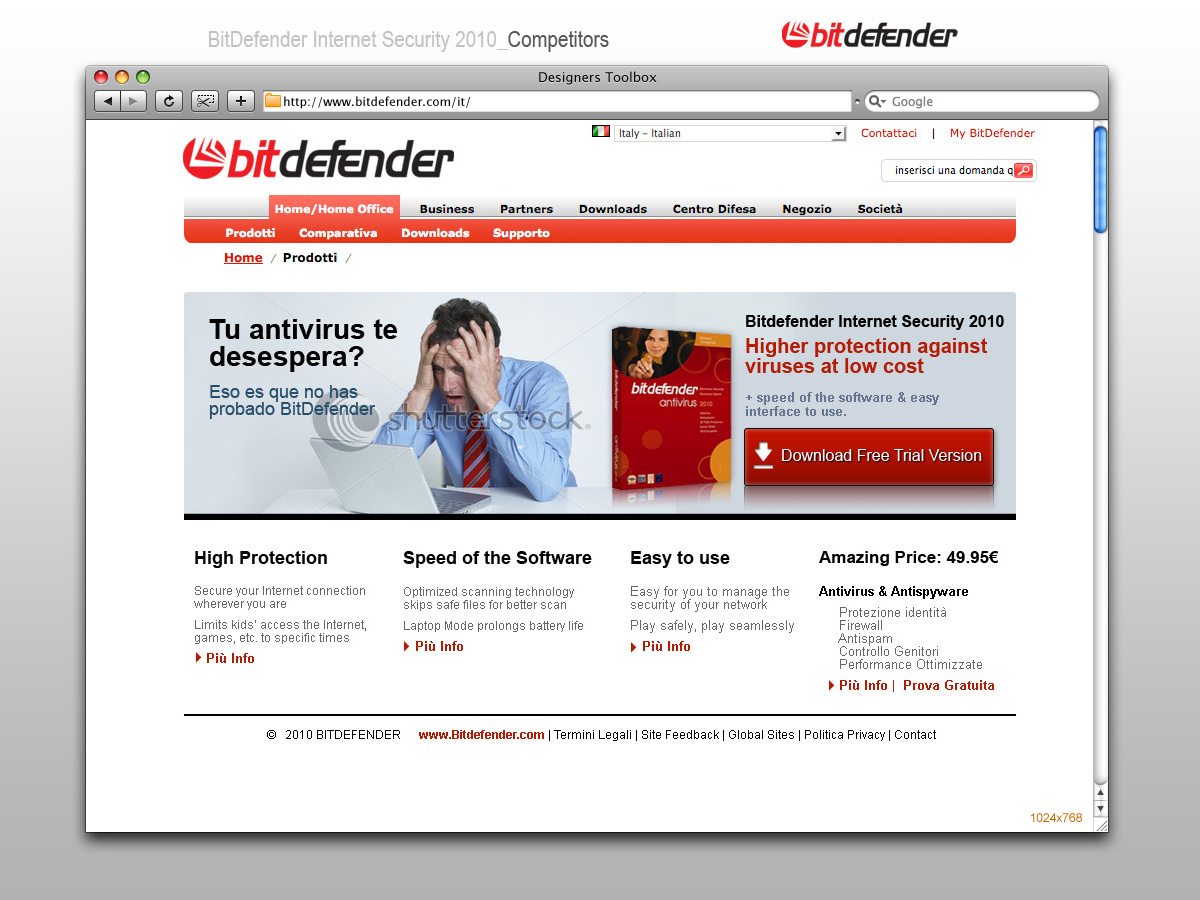 BitDefender Internet Security 2010_Competitors
bitdefender
Designers Toolbox
http://www.bitdefender.com/it/
Google
Italy - Italian
Contattaci | My BitDefender
bitdefender
inserisci una domanda q
Home/Home Office Business Partners Downloads Centro Difesa Negozio Società
Prodotti Comparativa Downloads Supporto
Home / Prodotti /
Tu antivirus te
desespera?
Eso es que no has
probado BitDefender
shutterstock
bitdefender
antivirus 2010
Bitdefender Internet Security 2010
Higher protection against
viruses at low cost
+ speed of the software & easy
interface to use.
Download Free Trial Version
High Protection
Secure your Internet connection
wherever you are
Limits kids' access the Internet,
games, etc. to specific times
Più Info
Speed of the Software
Optimized scanning technology
skips safe files for better scan
Laptop Mode prolongs battery life
Più Info
Easy to use
Easy for you to manage the
security of your network
Play safely, play seamlessly
Più Info
Amazing Price: 49.95€
Antivirus & Antispyware
Protezione identità
Firewall
Antispam
Controllo Genitori
Performance Ottimizzate
Più Info | Prova Gratuita
© 2010 BITDEFENDER www.Bitdefender.com | Termini Legali | Site Feedback | Global Sites | Politica Privacy | Contact
1024x768